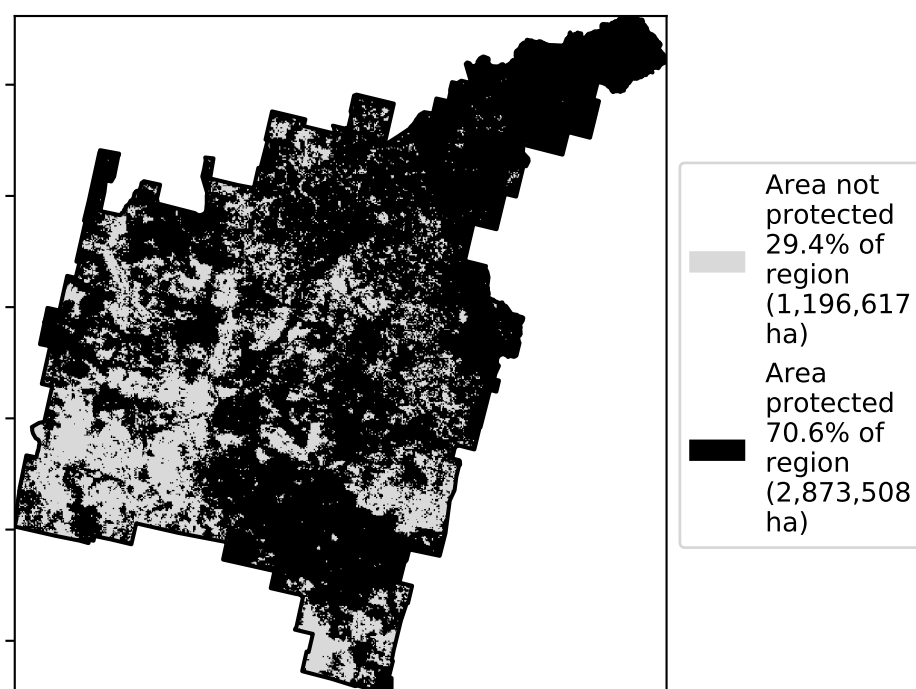 Area not
protected
29.4% of
region
(1,196,617
ha)
Area
protected
70.6% of
region
(2,873,508
ha)